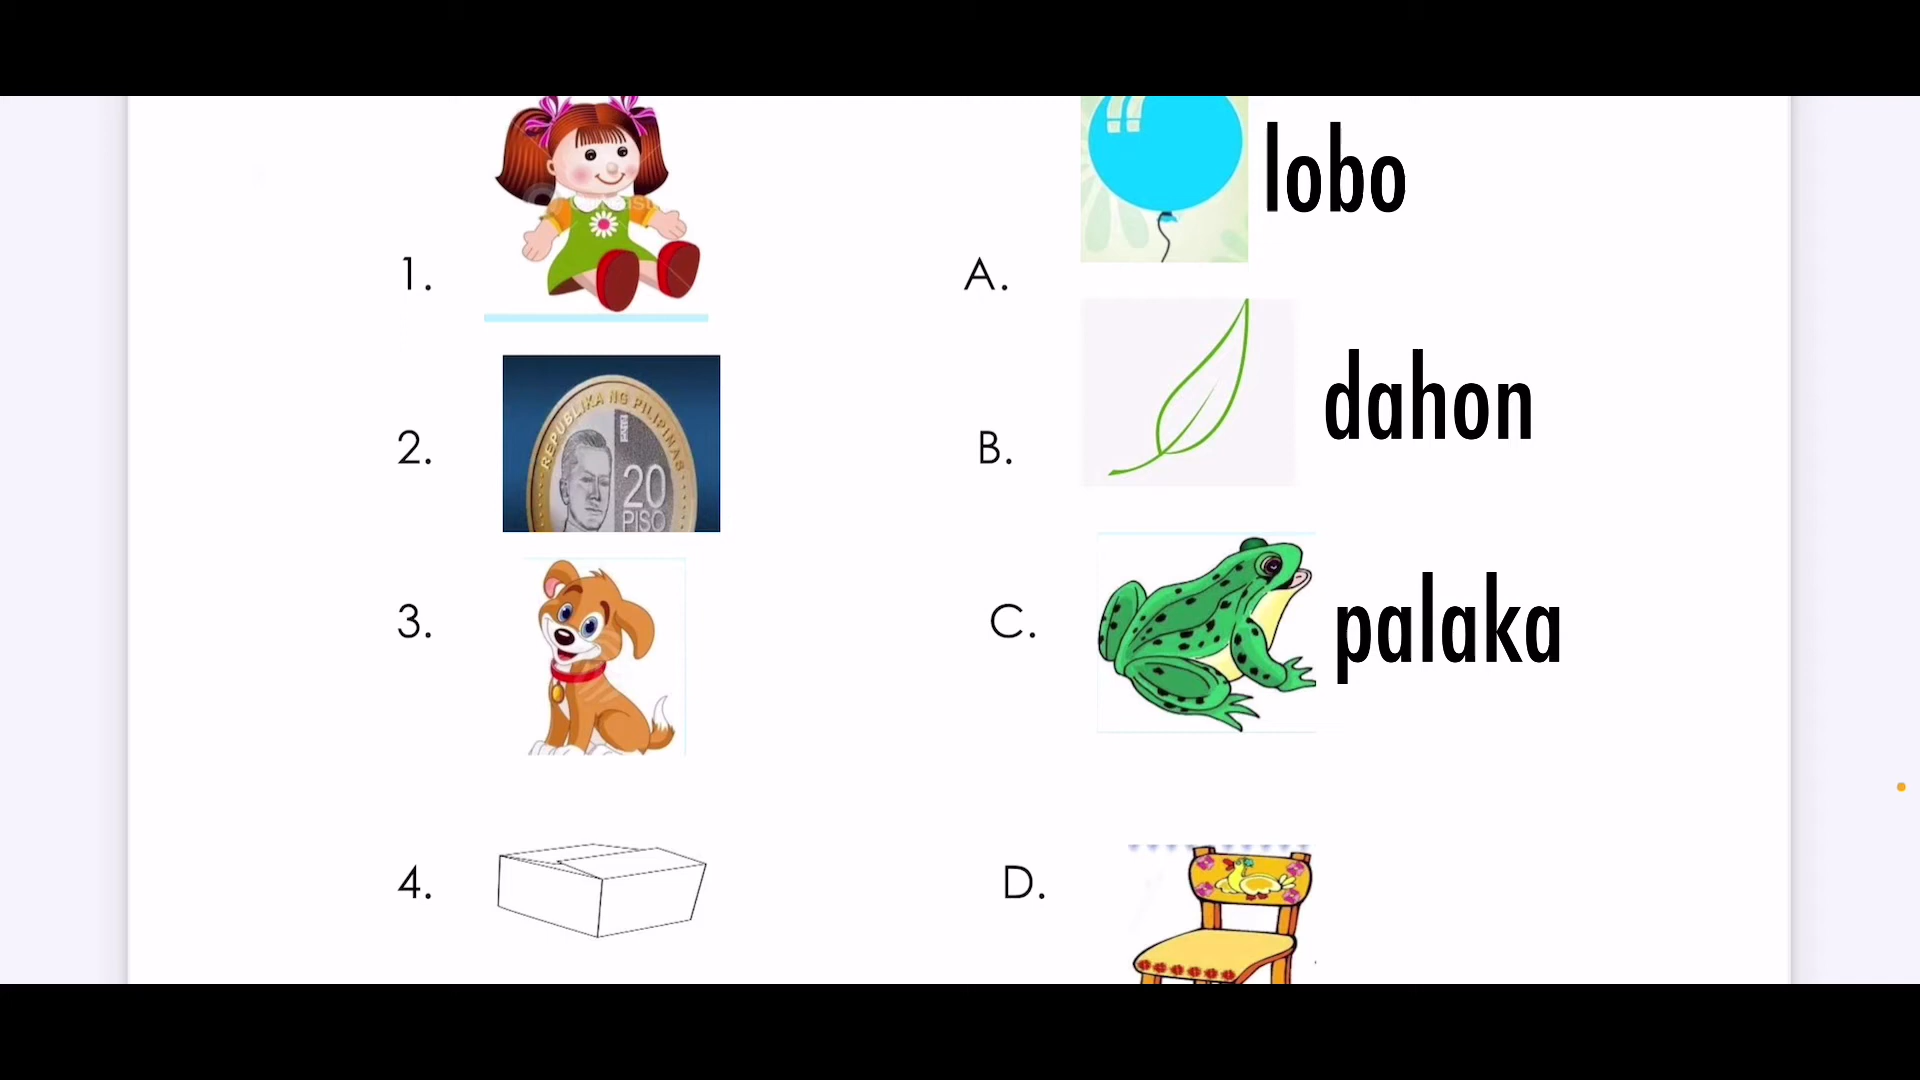 1.
A.
lobo
2.
REPUBLIKA NG PILIPINAS
20
PISO
B.
dahon
3.
C.
palaka
4.
D.